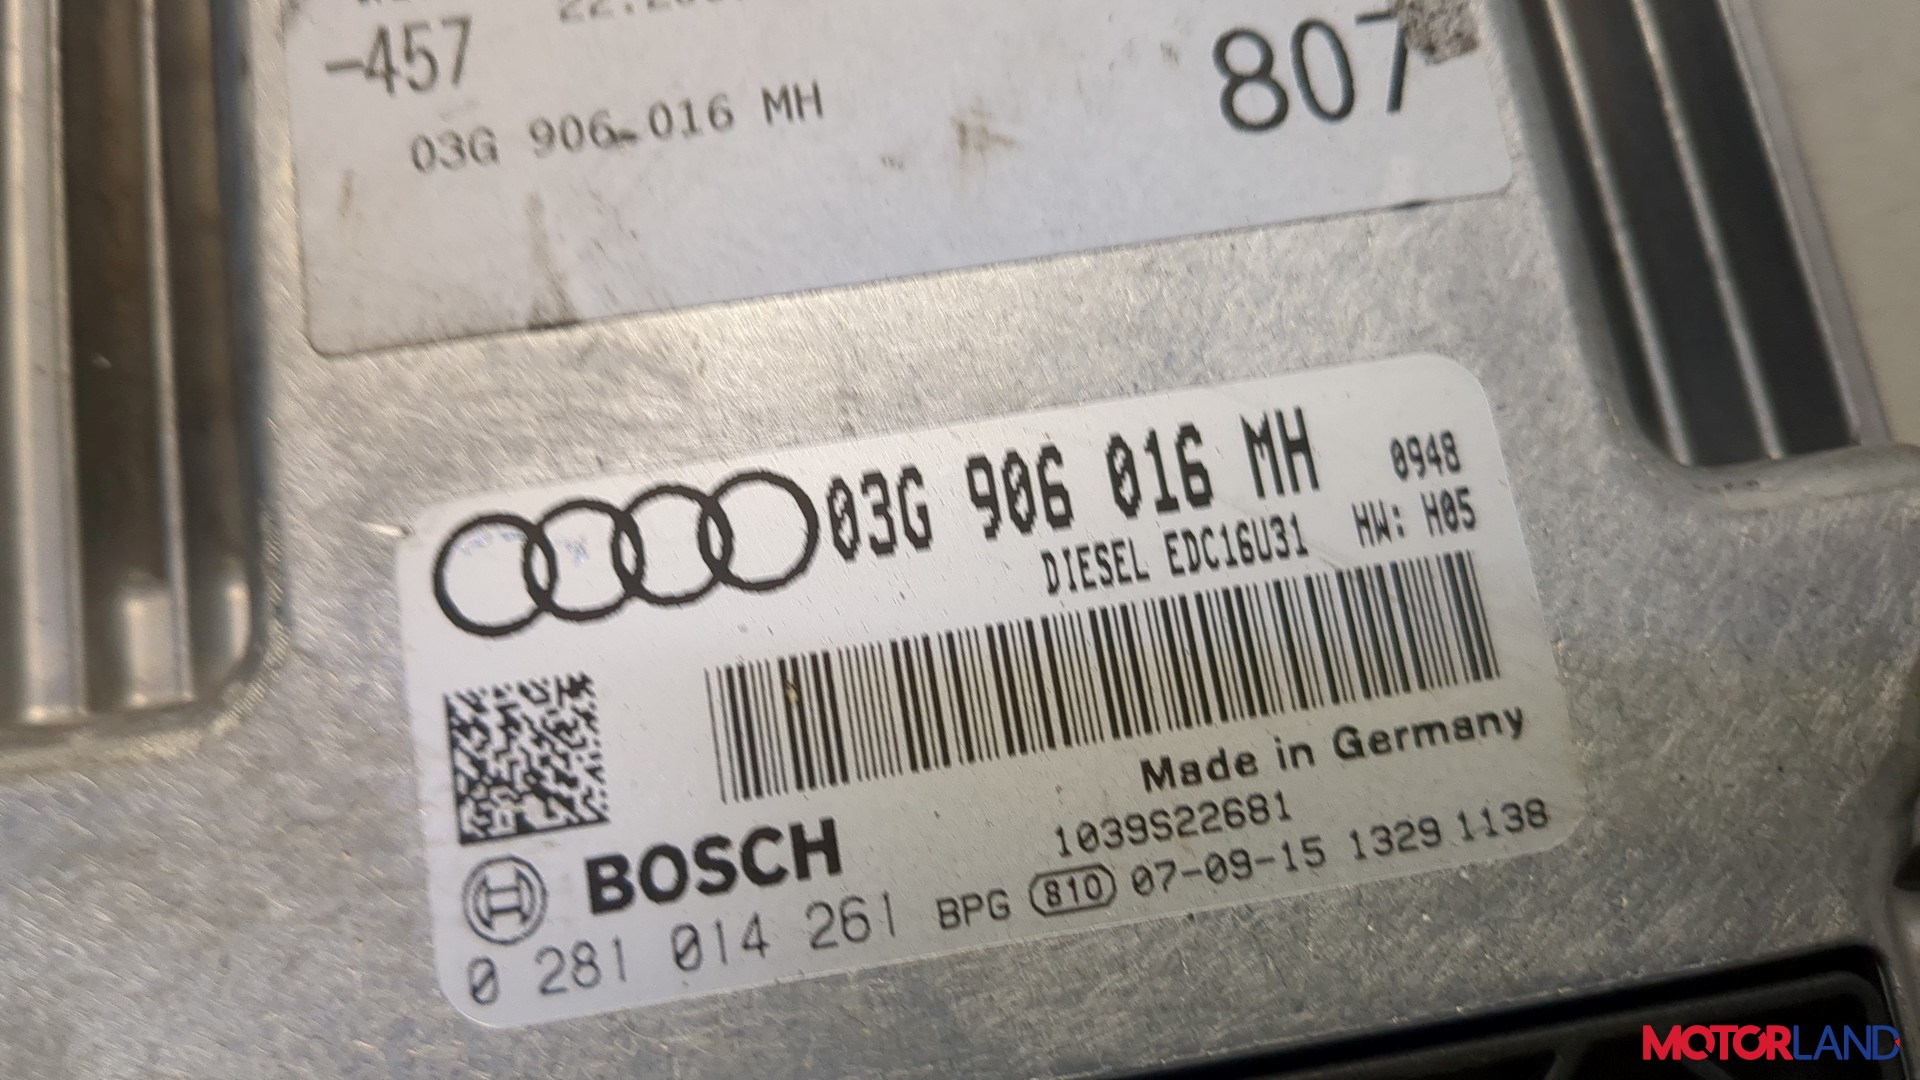 -457
807
03G 906 016 MH
03G 906 016 MH
0948
DIESEL EDC16U31
HW: H05
Made in Germany
1039S22681
BOSCH
0 281 014 261 BPG 810 07-09-15 1329 1138
MOTORLAND